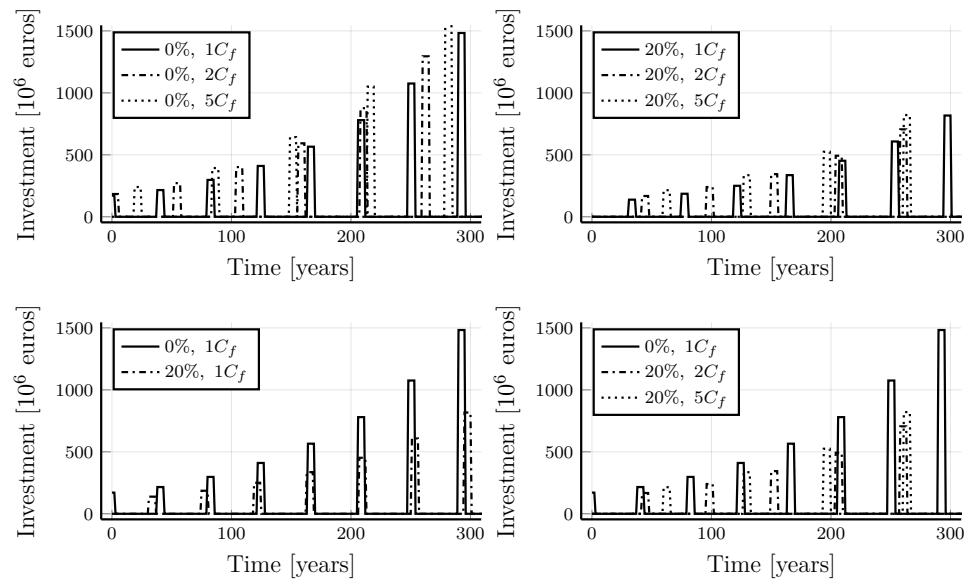 Investment [10⁶ euros]
1500
1000
500
0
0%, 1C_f
0%, 2C_f
0%, 5C_f
0 100 200 300
Time [years]
Investment [10⁶ euros]
1500
1000
500
0
20%, 1C_f
20%, 2C_f
20%, 5C_f
0 100 200 300
Time [years]
Investment [10⁶ euros]
1500
1000
500
0
0%, 1C_f
20%, 1C_f
0 100 200 300
Time [years]
Investment [10⁶ euros]
1500
1000
500
0
0%, 1C_f
20%, 2C_f
20%, 5C_f
0 100 200 300
Time [years]